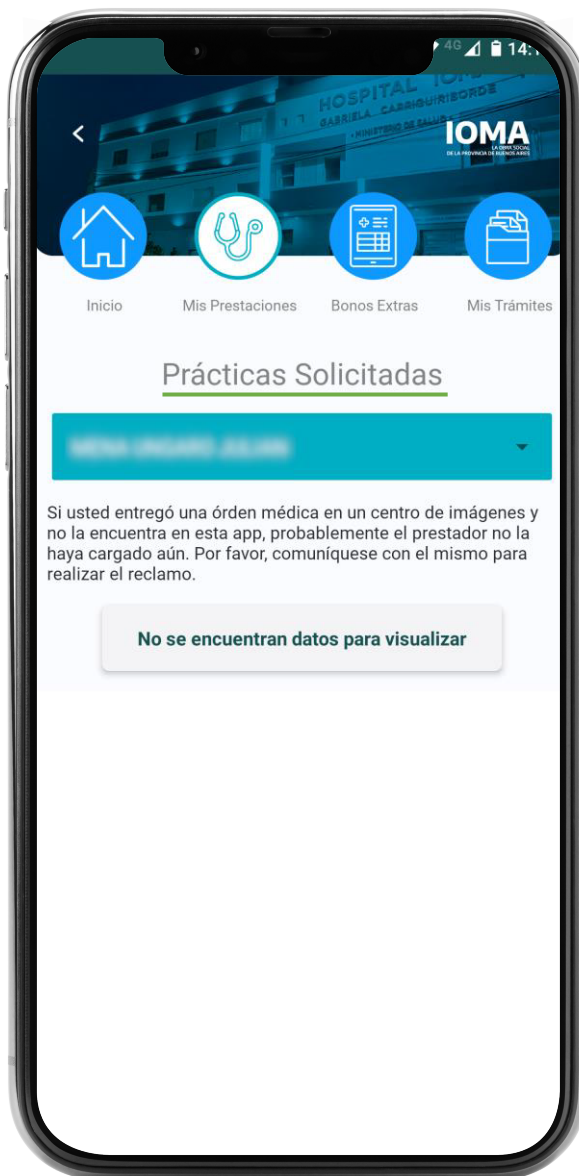 4G 14:1
HOSPITAL IOMA
GABRIELA CARRIQUIRIBORDE
- MINISTERIO DE SALUD -
IOMA
LA OBRA SOCIAL
DE LA PROVINCIA DE BUENOS AIRES
Inicio
Mis Prestaciones
Bonos Extras
Mis Trámites
Prácticas Solicitadas
Si usted entregó una órden médica en un centro de imágenes y
no la encuentra en esta app, probablemente el prestador no la
haya cargado aún. Por favor, comuníquese con el mismo para
realizar el reclamo.
No se encuentran datos para visualizar